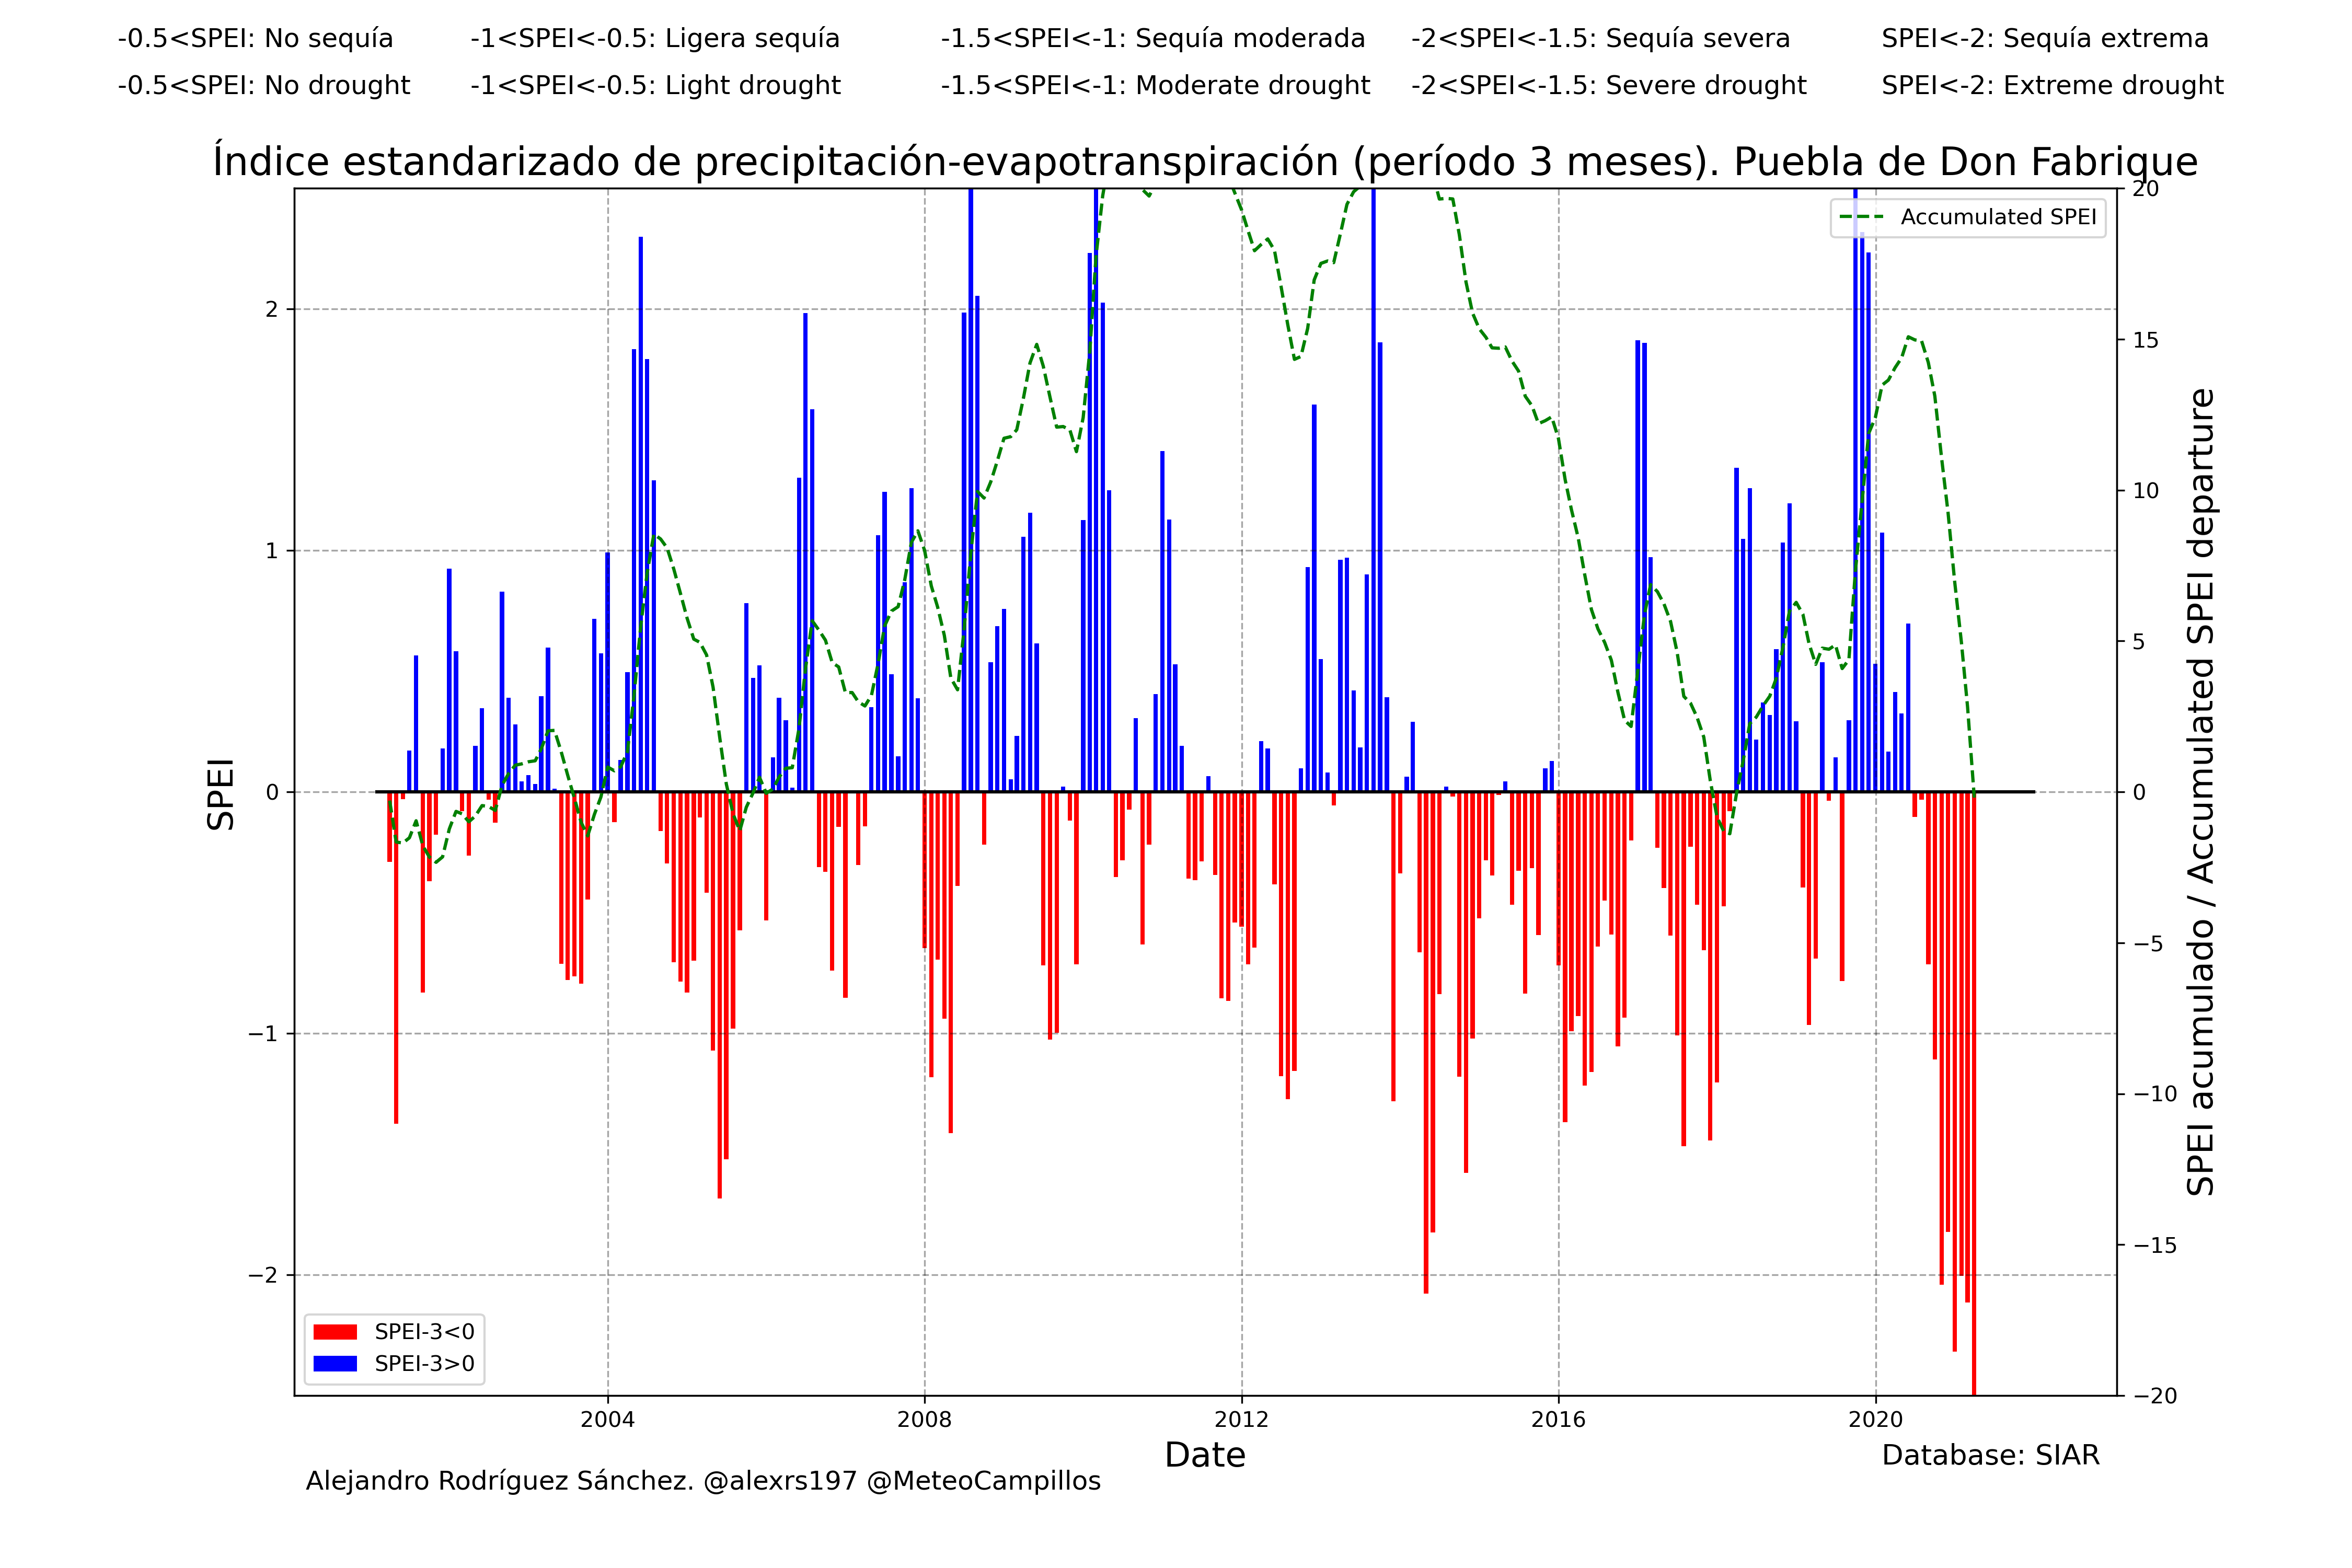 -0.5<SPEI: No sequía -1<SPEI<-0.5: Ligera sequía -1.5<SPEI<-1: Sequía moderada -2<SPEI<-1.5: Sequía severa SPEI<-2: Sequía extrema
-0.5<SPEI: No drought -1<SPEI<-0.5: Light drought -1.5<SPEI<-1: Moderate drought -2<SPEI<-1.5: Severe drought SPEI<-2: Extreme drought
Índice estandarizado de precipitación-evapotranspiración (período 3 meses). Puebla de Don Fabrique
Accumulated SPEI
SPEI
2
1
0
−1
−2
20
15
10
5
0
−5
−10
−15
−20
SPEI acumulado / Accumulated SPEI departure
SPEI-3<0
SPEI-3>0
2004 2008 2012 2016 2020
Date
Database: SIAR
Alejandro Rodríguez Sánchez. @alexrs197 @MeteoCampillos